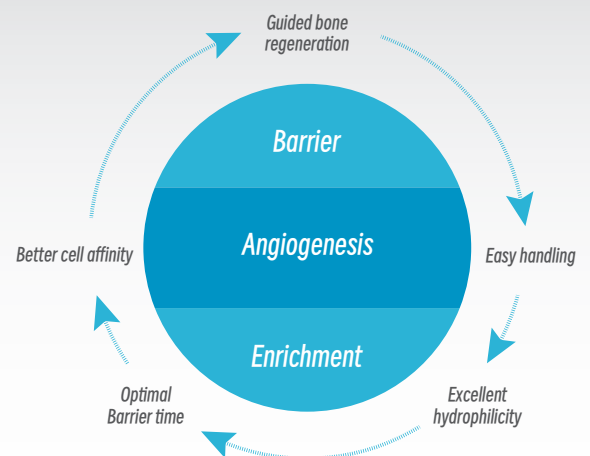 Guided bone
regeneration
Barrier
Angiogenesis
Better cell affinity
Easy handling
Enrichment
Optimal
Barrier time
Excellent
hydrophilicity